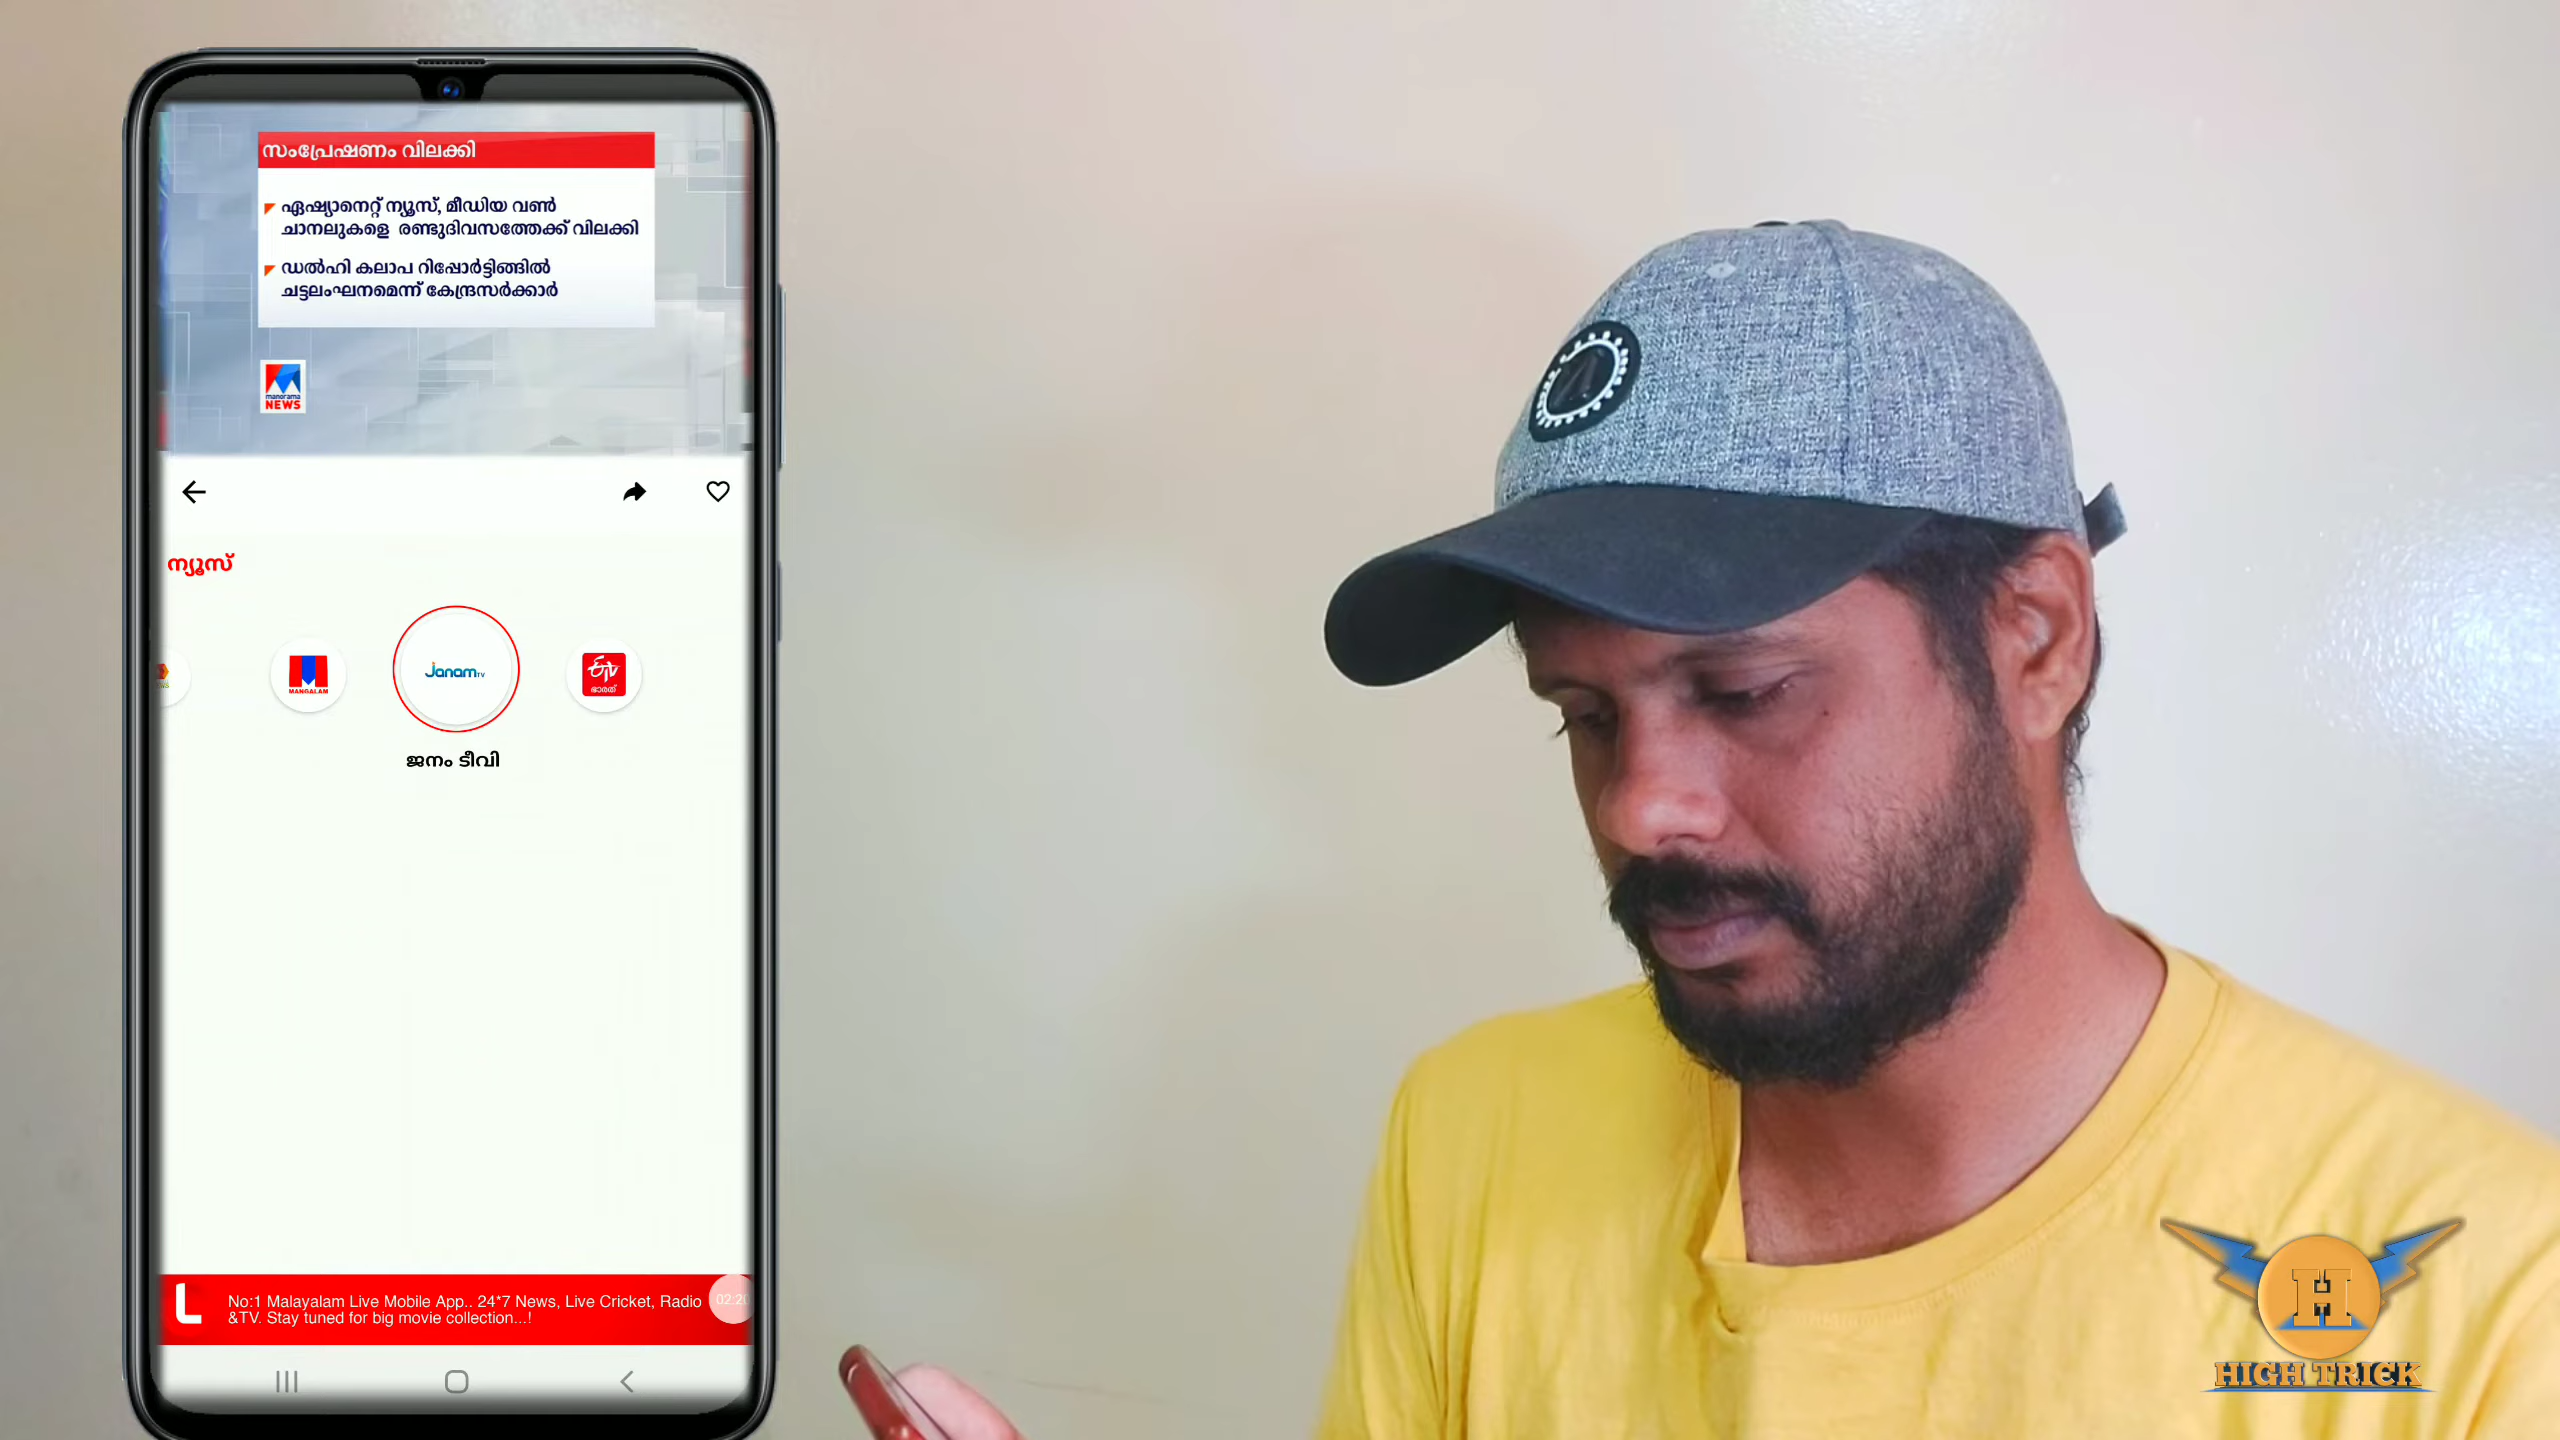 സംപ്രേഷണം വിലക്കി
ഏഷ്യാനെറ്റ് ന്യൂസ്, മീഡിയ വൺ
ചാനലുകളെ രണ്ടുദിവസത്തേക്ക് വിലക്കി
ഡൽഹി കലാപ റിപ്പോർട്ടിങ്ങിൽ
ചട്ടലംഘനമെന്ന് കേന്ദ്രസർക്കാർ
manorama
NEWS
ന്യൂസ്
MANGALAM
Janam TV
etv
ഭാരത്
ജനം ടീവി
No:1 Malayalam Live Mobile App.. 24*7 News, Live Cricket, Radio
&TV. Stay tuned for big movie collection...!
02:20
H
HIGH TRICK